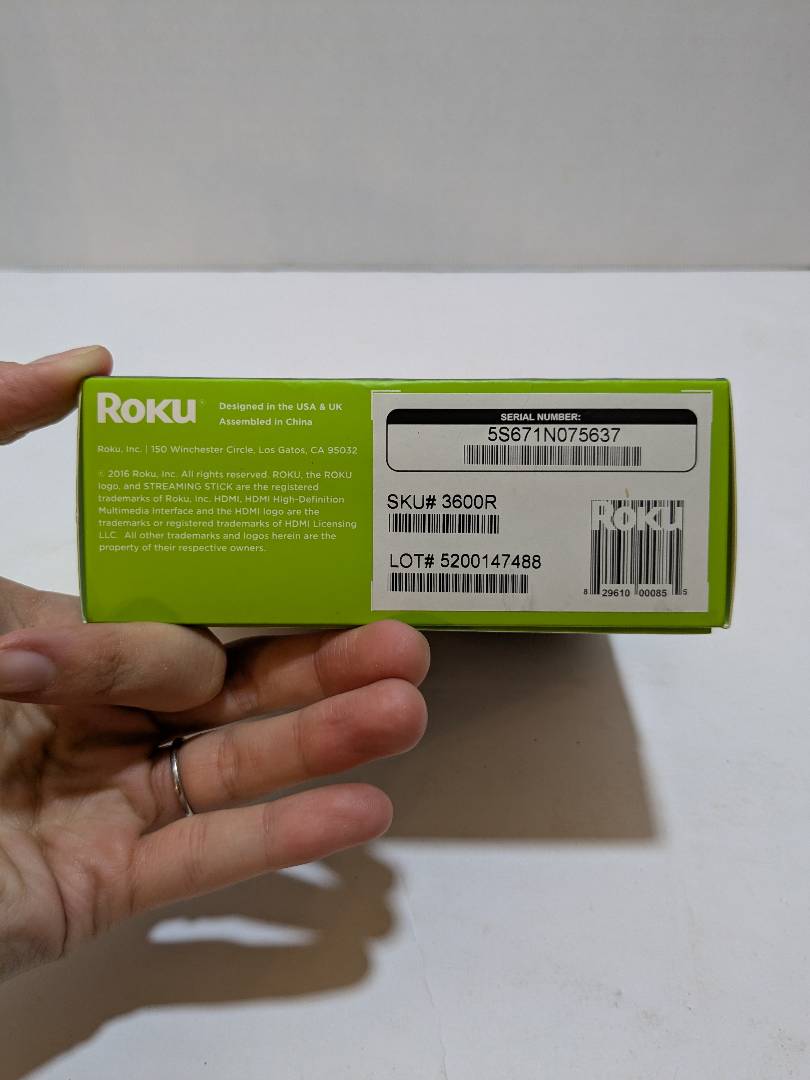 ROKU
Designed in the USA & UK
Assembled in China
Roku, Inc. | 150 Winchester Circle, Los Gatos, CA 95032
© 2016 Roku, Inc. All rights reserved. ROKU, the ROKU
logo, and STREAMING STICK are the registered
trademarks of Roku, Inc. HDMI, HDMI High-Definition
Multimedia Interface and the HDMI logo are the
trademarks or registered trademarks of HDMI Licensing
LLC. All other trademarks and logos herein are the
property of their respective owners.
SERIAL NUMBER:
5S671N075637
SKU# 3600R
LOT# 5200147488
ROKU
8 29610 00085 5